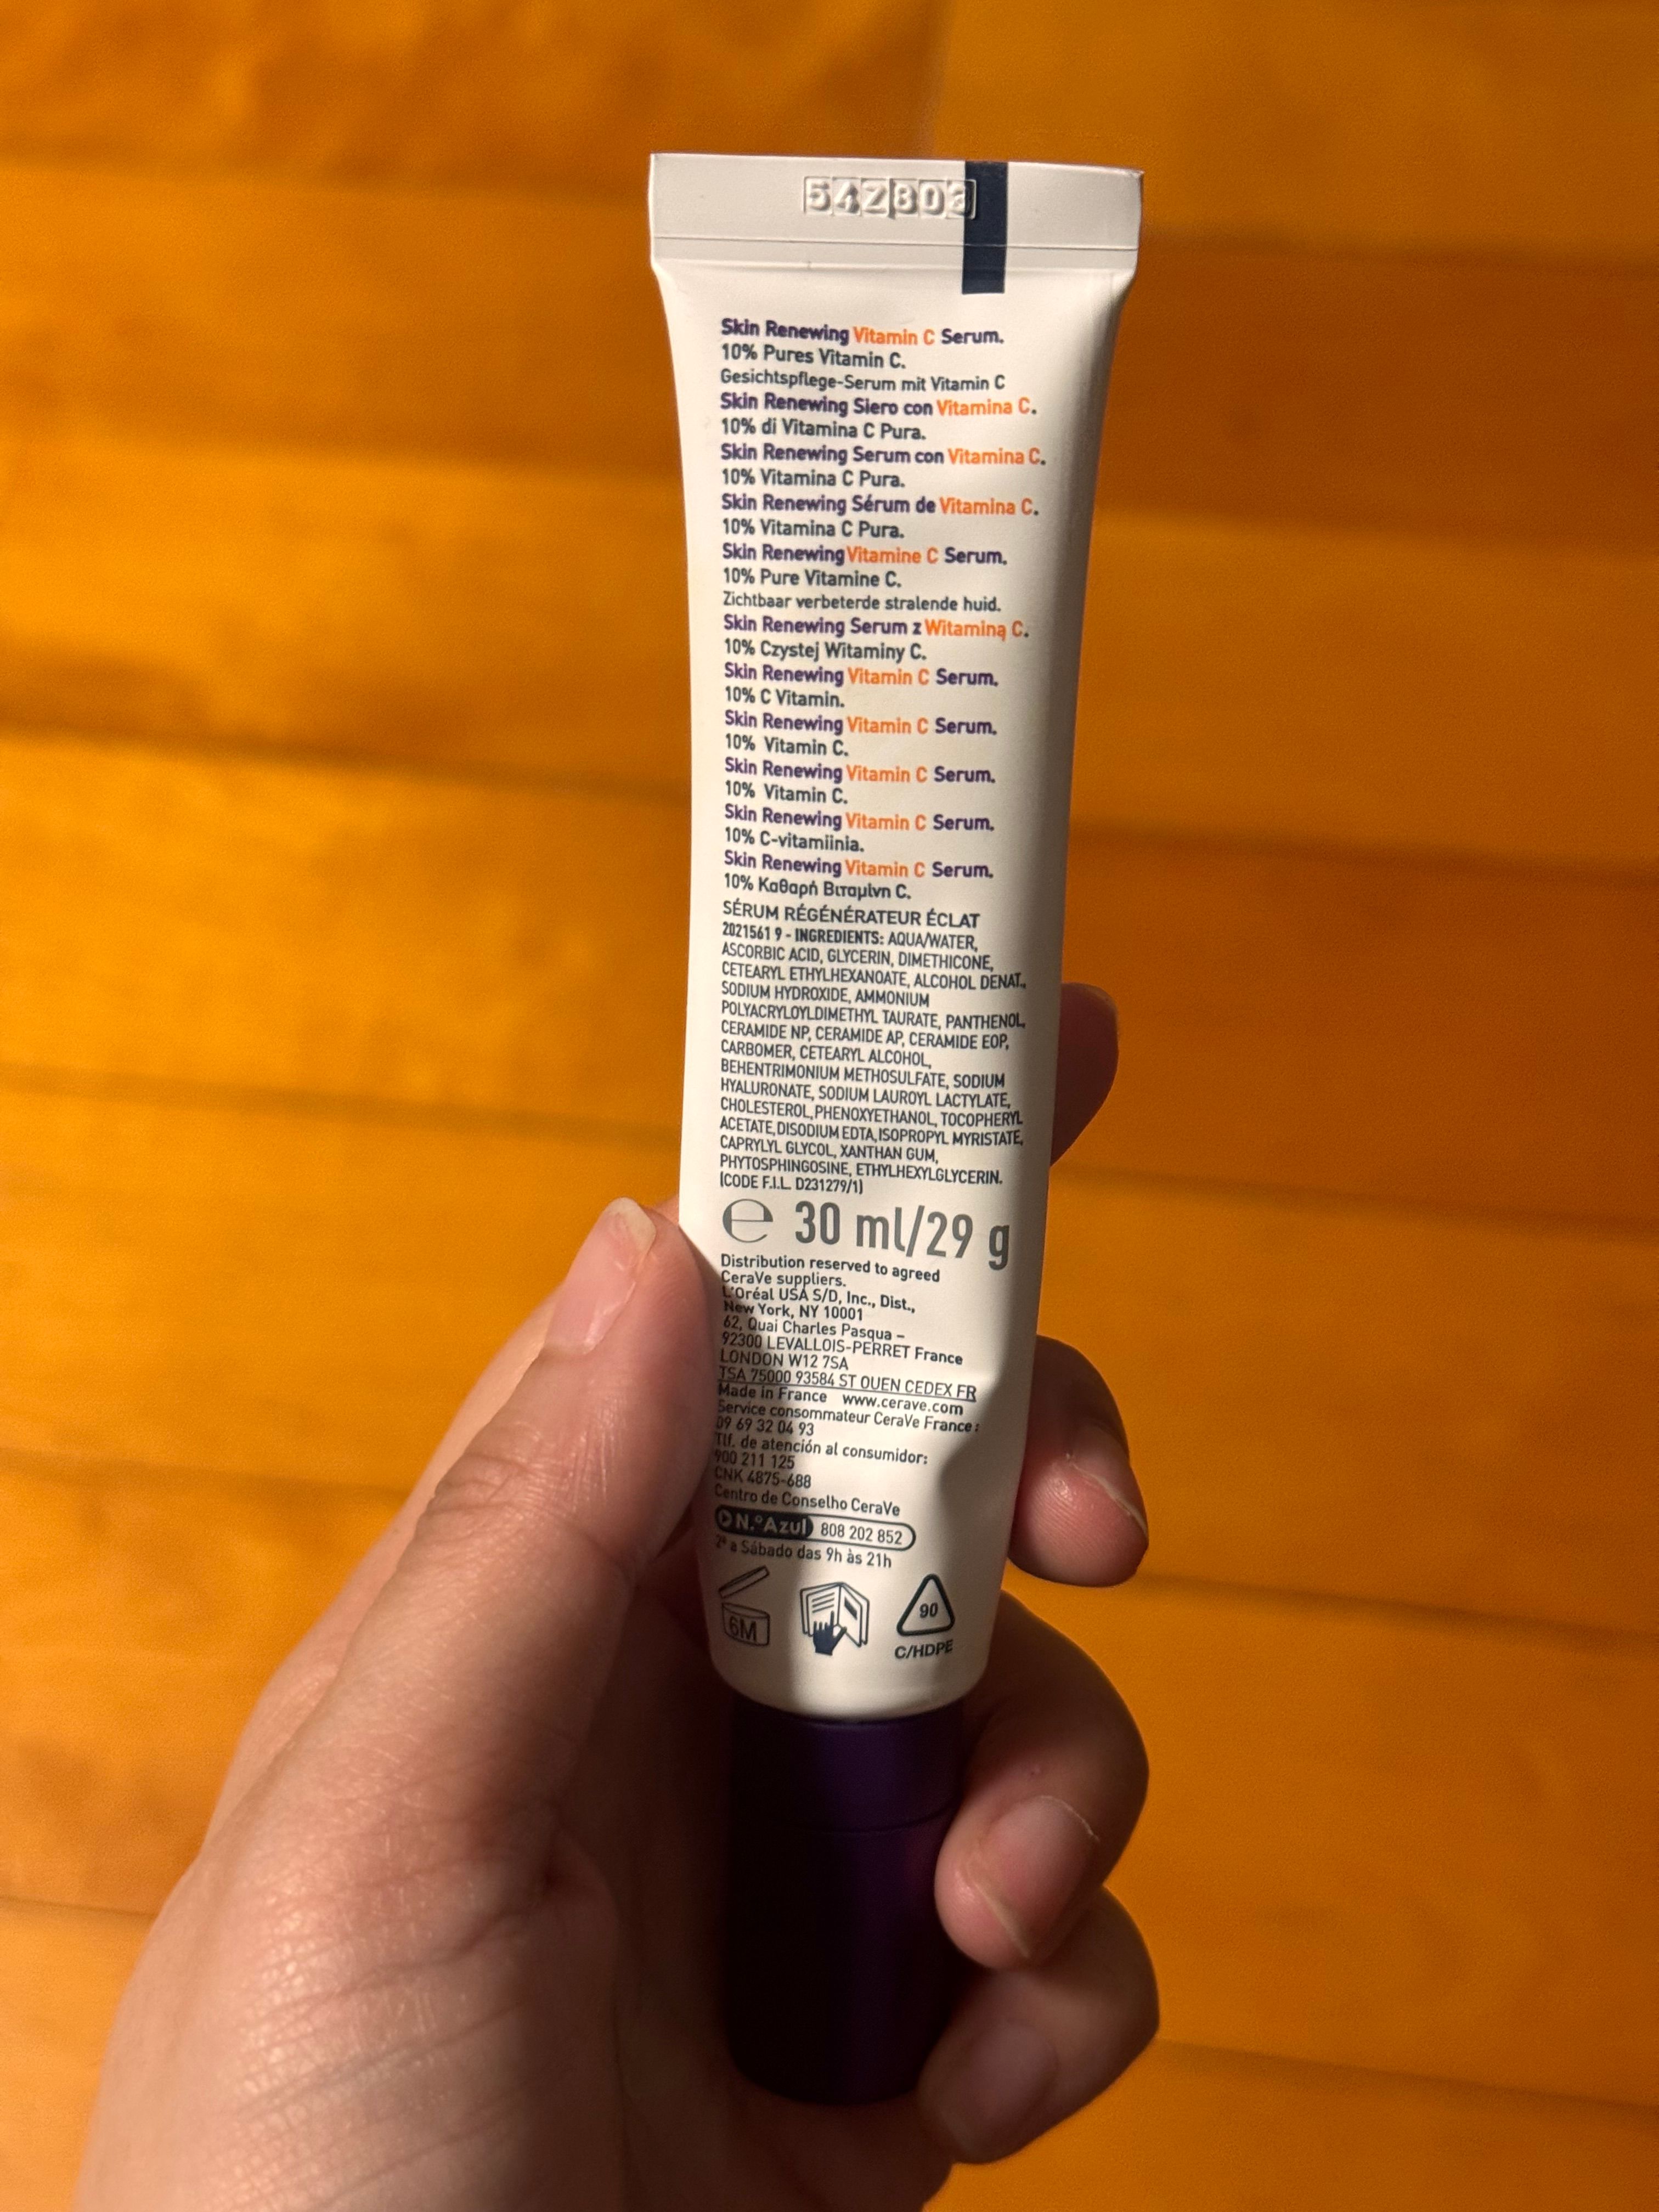 54Z803
Skin Renewing Vitamin C Serum.
10% Pures Vitamin C.
Gesichtspflege-Serum mit Vitamin C
Skin Renewing Siero con Vitamina C.
10% di Vitamina C Pura.
Skin Renewing Serum con Vitamina C.
10% Vitamina C Pura.
Skin Renewing Sérum de Vitamina C.
10% Vitamina C Pura.
Skin Renewing Vitamine C Serum.
10% Pure Vitamine C.
Zichtbaar verbeterde stralende huid.
Skin Renewing Serum z Witaminą C.
10% Czystej Witaminy C.
Skin Renewing Vitamin C Serum.
10% C Vitamin.
Skin Renewing Vitamin C Serum.
10% Vitamin C.
Skin Renewing Vitamin C Serum.
10% Vitamin C.
Skin Renewing Vitamin C Serum.
10% C-vitamiinia.
Skin Renewing Vitamin C Serum.
10% Καθαρή Βιταμίνη C.
SÉRUM RÉGÉNÉRATEUR ÉCLAT
2021561 9 - INGREDIENTS: AQUA/WATER,
ASCORBIC ACID, GLYCERIN, DIMETHICONE,
CETEARYL ETHYLHEXANOATE, ALCOHOL DENAT.,
SODIUM HYDROXIDE, AMMONIUM
POLYACRYLOYLDIMETHYL TAURATE, PANTHENOL,
CERAMIDE NP, CERAMIDE AP, CERAMIDE EOP,
CARBOMER, CETEARYL ALCOHOL,
BEHENTRIMONIUM METHOSULFATE, SODIUM
HYALURONATE, SODIUM LAUROYL LACTYLATE,
CHOLESTEROL, PHENOXYETHANOL, TOCOPHERYL
ACETATE, DISODIUM EDTA, ISOPROPYL MYRISTATE,
CAPRYLYL GLYCOL, XANTHAN GUM,
PHYTOSPHINGOSINE, ETHYLHEXYLGLYCERIN.
(CODE F.I.L. D231279/1)
℮ 30 ml/29 g
Distribution reserved to agreed
CeraVe suppliers.
L'Oréal USA S/D, Inc., Dist.,
New York, NY 10001
62, Quai Charles Pasqua –
92300 LEVALLOIS-PERRET France
LONDON W12 7SA
TSA 75000 93584 ST OUEN CEDEX FR
Made in France www.cerave.com
Service consommateur CeraVe France :
09 69 32 04 93
Tlf. de atención al consumidor:
900 211 125
CNK 4875-688
Centro de Conselho CeraVe
N.º Azul 808 202 852
2ª a Sábado das 9h às 21h
6M
90
C/HDPE